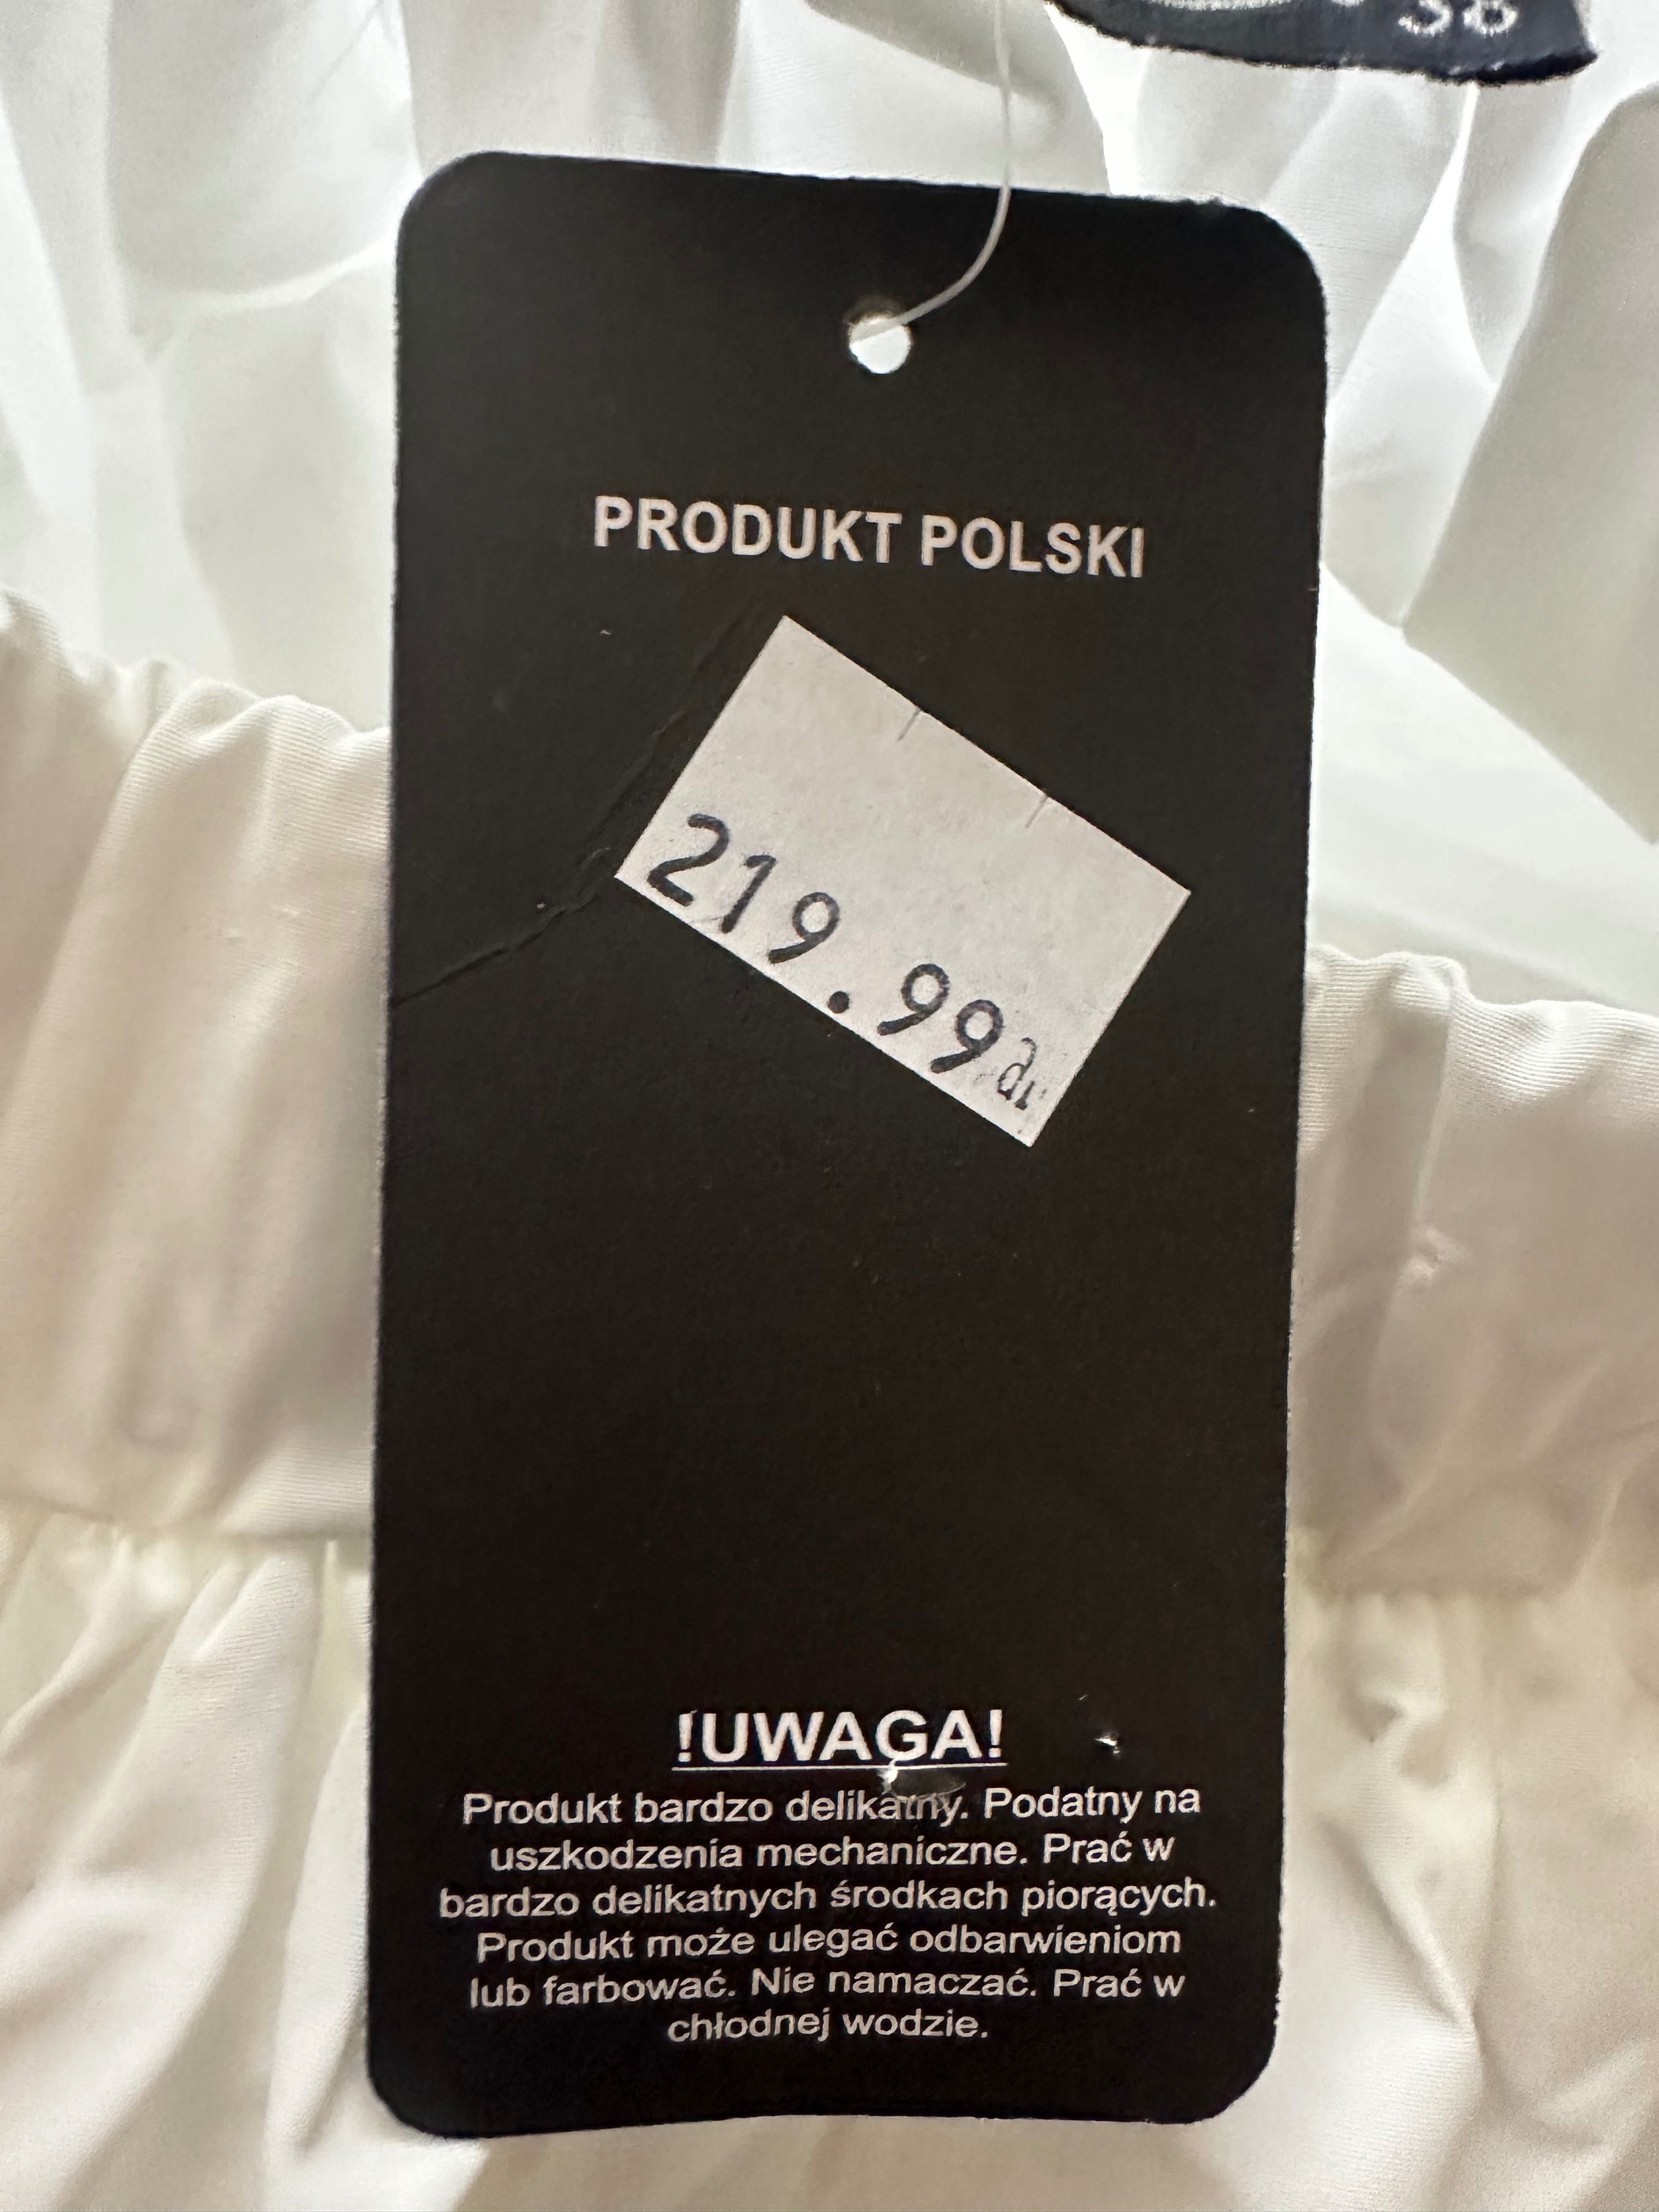 38
PRODUKT POLSKI
219.99
!UWAGA!
Produkt bardzo delikatny. Podatny na
uszkodzenia mechaniczne. Prać w
bardzo delikatnych środkach piorących.
Produkt może ulegać odbarwieniom
lub farbować. Nie namaczać. Prać w
chłodnej wodzie.